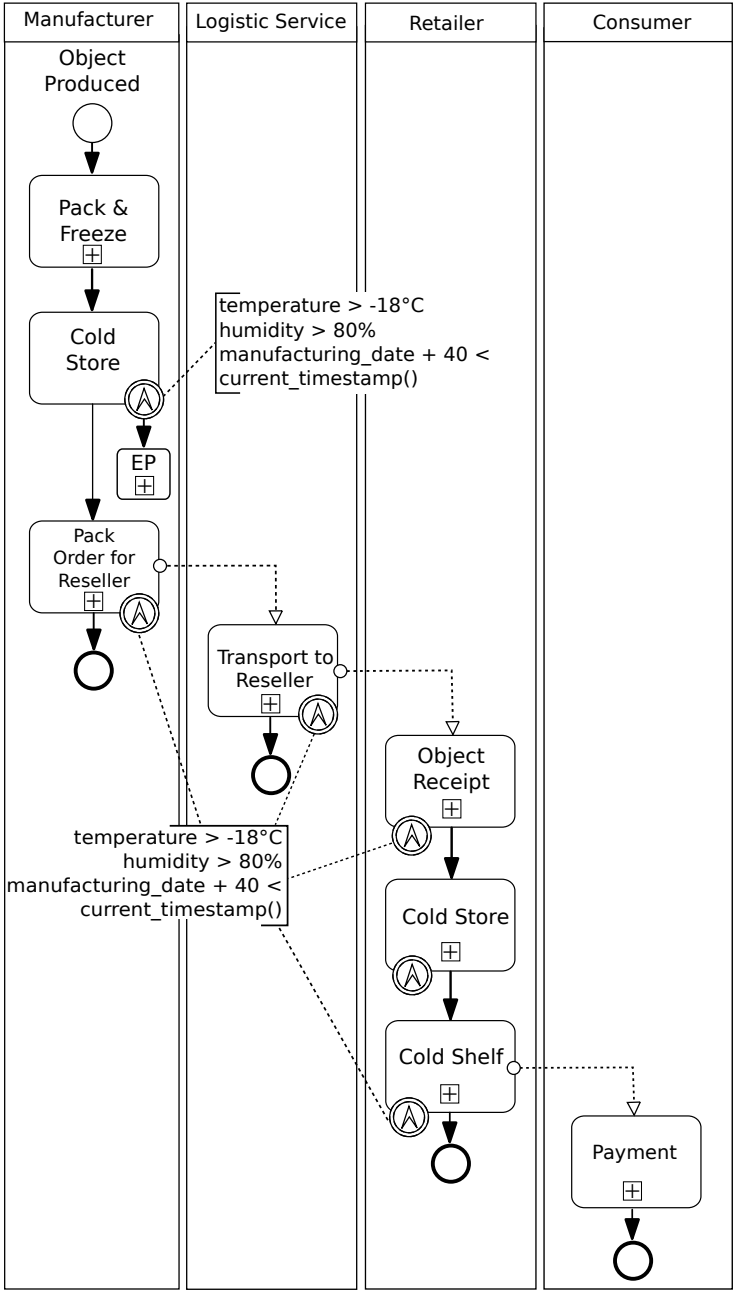 Manufacturer
Logistic Service
Retailer
Consumer
Object
Produced
Pack &
Freeze
Cold
Store
temperature > -18°C
humidity > 80%
manufacturing_date + 40 <
current_timestamp()
EP
Pack
Order for
Reseller
Transport to
Reseller
Object
Receipt
temperature > -18°C
humidity > 80%
manufacturing_date + 40 <
current_timestamp()
Cold Store
Cold Shelf
Payment